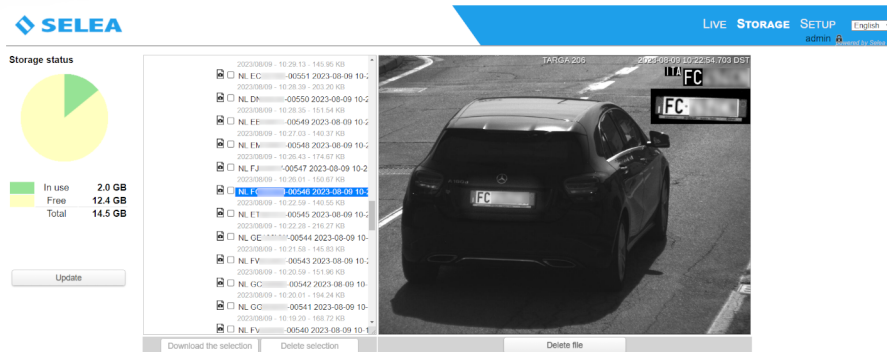 SELEA
LIVE STORAGE SETUP English
admin
powered by Selea
Storage status
In use 2.0 GB
Free 12.4 GB
Total 14.5 GB
Update
2023/08/09 - 10:29.13 - 145.95 KB
NL EC -00551 2023-08-09 10-2
2023/08/09 - 10:28.39 - 203.20 KB
NL DN -00550 2023-08-09 10-2
2023/08/09 - 10:28.35 - 151.54 KB
NL EE -00549 2023-08-09 10-2
2023/08/09 - 10:27.03 - 140.37 KB
NL EM -00548 2023-08-09 10-2
2023/08/09 - 10:26.43 - 174.67 KB
NL FJ -00547 2023-08-09 10-2
2023/08/09 - 10:26.01 - 150.67 KB
NL FC -00546 2023-08-09 10-2
2023/08/09 - 10:22.59 - 140.55 KB
NL ET -00545 2023-08-09 10-2
2023/08/09 - 10:22.28 - 216.27 KB
NL GE -00544 2023-08-09 10-
2023/08/09 - 10:21.58 - 145.83 KB
NL FV -00543 2023-08-09 10-2
2023/08/09 - 10:20.59 - 151.96 KB
NL GC -00542 2023-08-09 10-
2023/08/09 - 10:20.01 - 194.24 KB
NL GG -00541 2023-08-09 10-
2023/08/09 - 10:19.20 - 168.72 KB
NL FV -00540 2023-08-09 10-1
Download the selection Delete selection
TARGA:206 2023-08-09 10:22:54.703 DST
ITA FC
FC
FC
Delete file